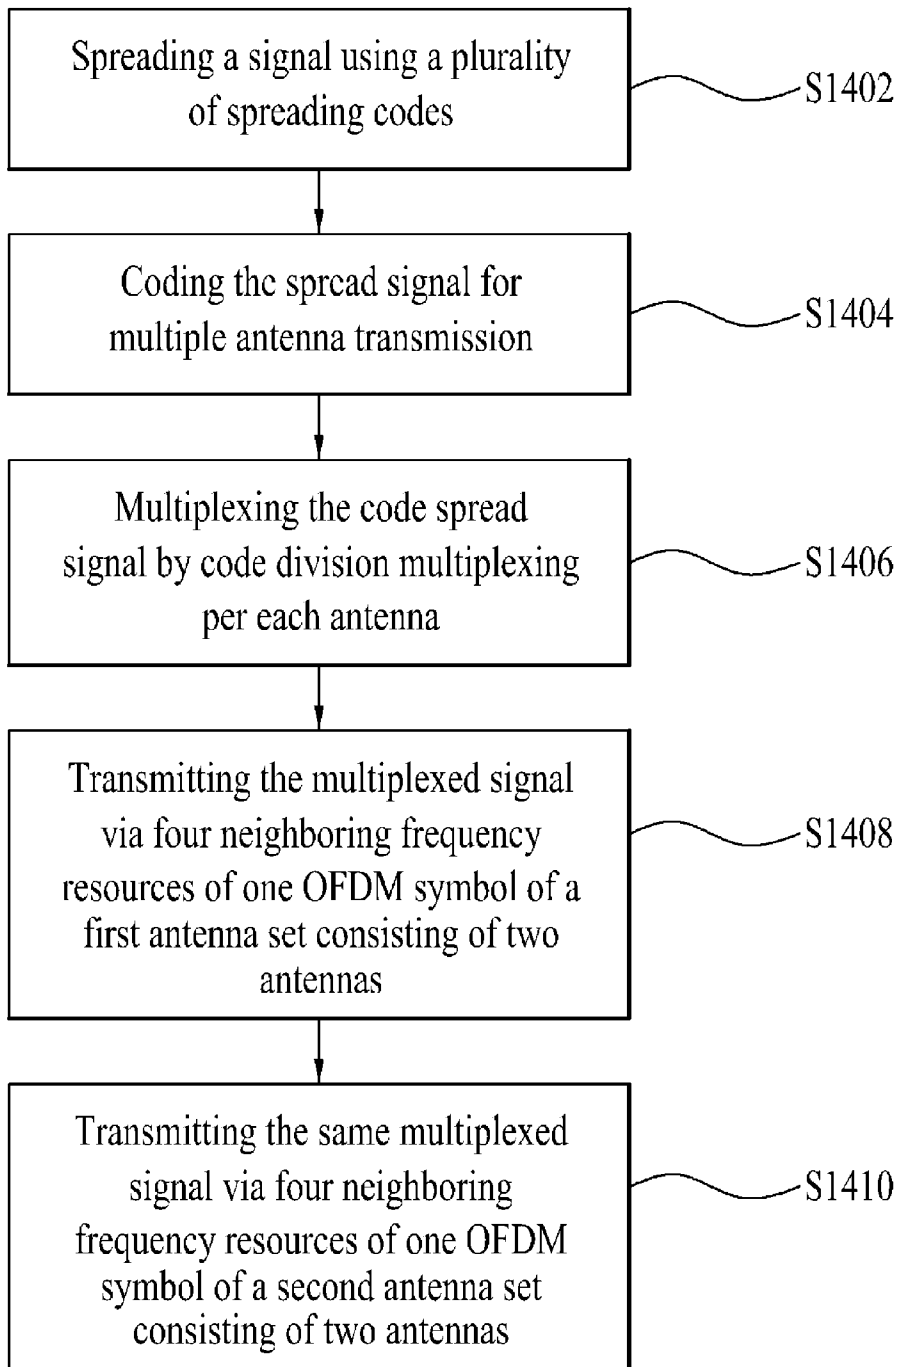 Spreading a signal using a plurality
of spreading codes
S1402
Coding the spread signal for
multiple antenna transmission
S1404
Multiplexing the code spread
signal by code division multiplexing
per each antenna
S1406
Transmitting the multiplexed signal
via four neighboring frequency
resources of one OFDM symbol of a
first antenna set consisting of two
antennas
S1408
Transmitting the same multiplexed
signal via four neighboring
frequency resources of one OFDM
symbol of a second antenna set
consisting of two antennas
S1410